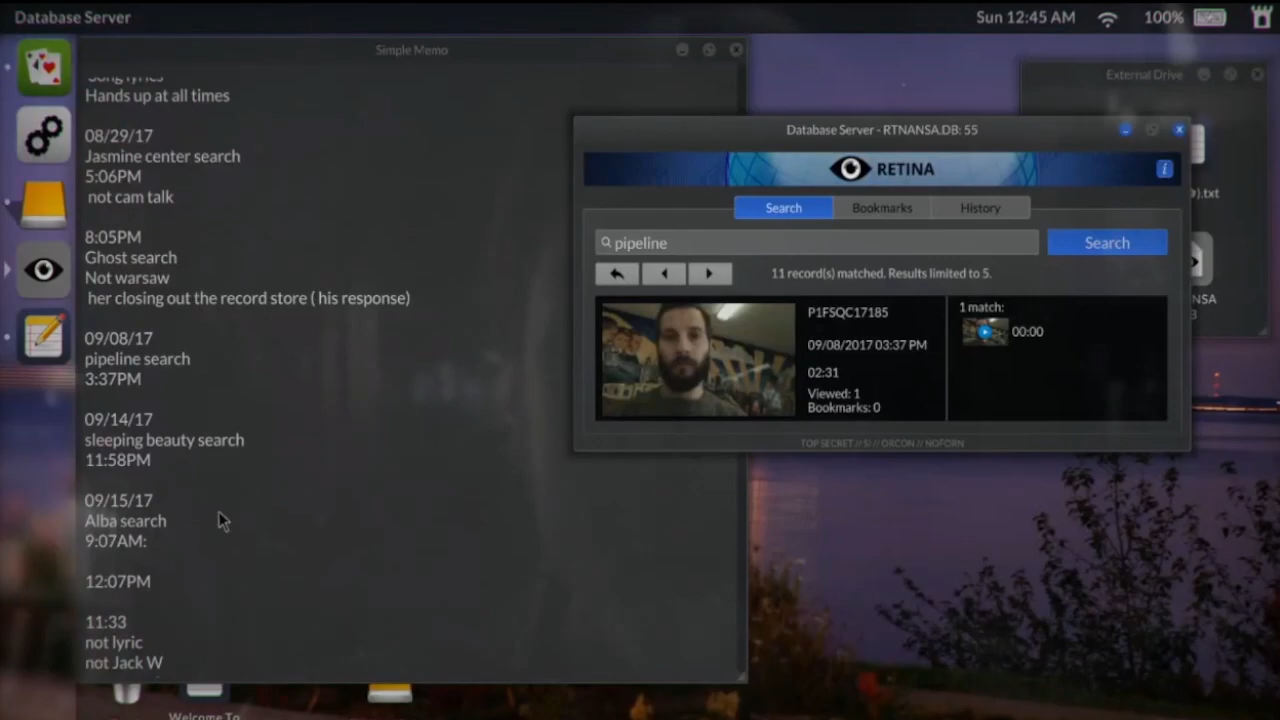 Database Server
Sun 12:45 AM
100%
Simple Memo
Song lyrics
Hands up at all times
08/29/17
Jasmine center search
5:06PM
not cam talk
8:05PM
Ghost search
Not warsaw
her closing out the record store ( his response)
09/08/17
pipeline search
3:37PM
09/14/17
sleeping beauty search
11:58PM
09/15/17
Alba search
9:07AM:
12:07PM
11:33
not lyric
not Jack W
Welcome To
External Drive
).txt
NSA
Database Server - RTNANSA.DB: 55
RETINA
i
Search
Bookmarks
History
pipeline
Search
11 record(s) matched. Results limited to 5.
P1FSQC17185
09/08/2017 03:37 PM
02:31
Viewed: 1
Bookmarks: 0
1 match:
00:00
TOP SECRET // SI // ORCON // NOFORN